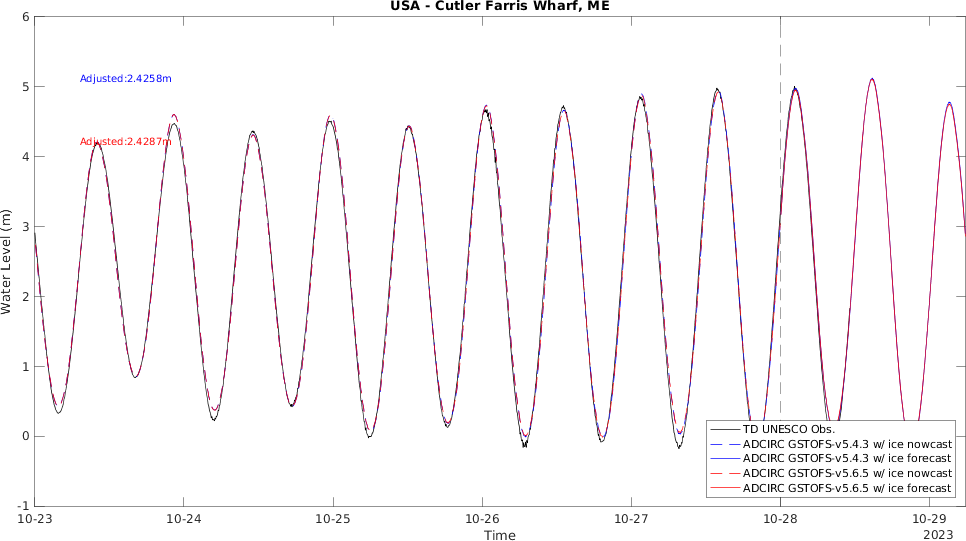 USA - Cutler Farris Wharf, ME
6
5
4
3
2
1
0
-1
Water Level (m)
Adjusted:2.4258m
Adjusted:2.4287m
TD UNESCO Obs.
ADCIRC GSTOFS-v5.4.3 w/ ice nowcast
ADCIRC GSTOFS-v5.4.3 w/ ice forecast
ADCIRC GSTOFS-v5.6.5 w/ ice nowcast
ADCIRC GSTOFS-v5.6.5 w/ ice forecast
10-23 10-24 10-25 10-26 10-27 10-28 10-29
Time
2023